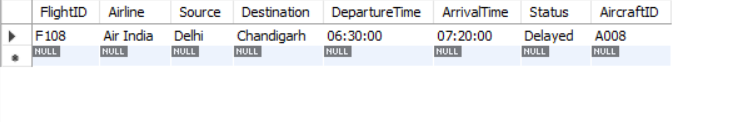 FlightID Airline Source Destination DepartureTime ArrivalTime Status AircraftID
F108 Air India Delhi Chandigarh 06:30:00 07:20:00 Delayed A008
NULL NULL NULL NULL NULL NULL NULL NULL